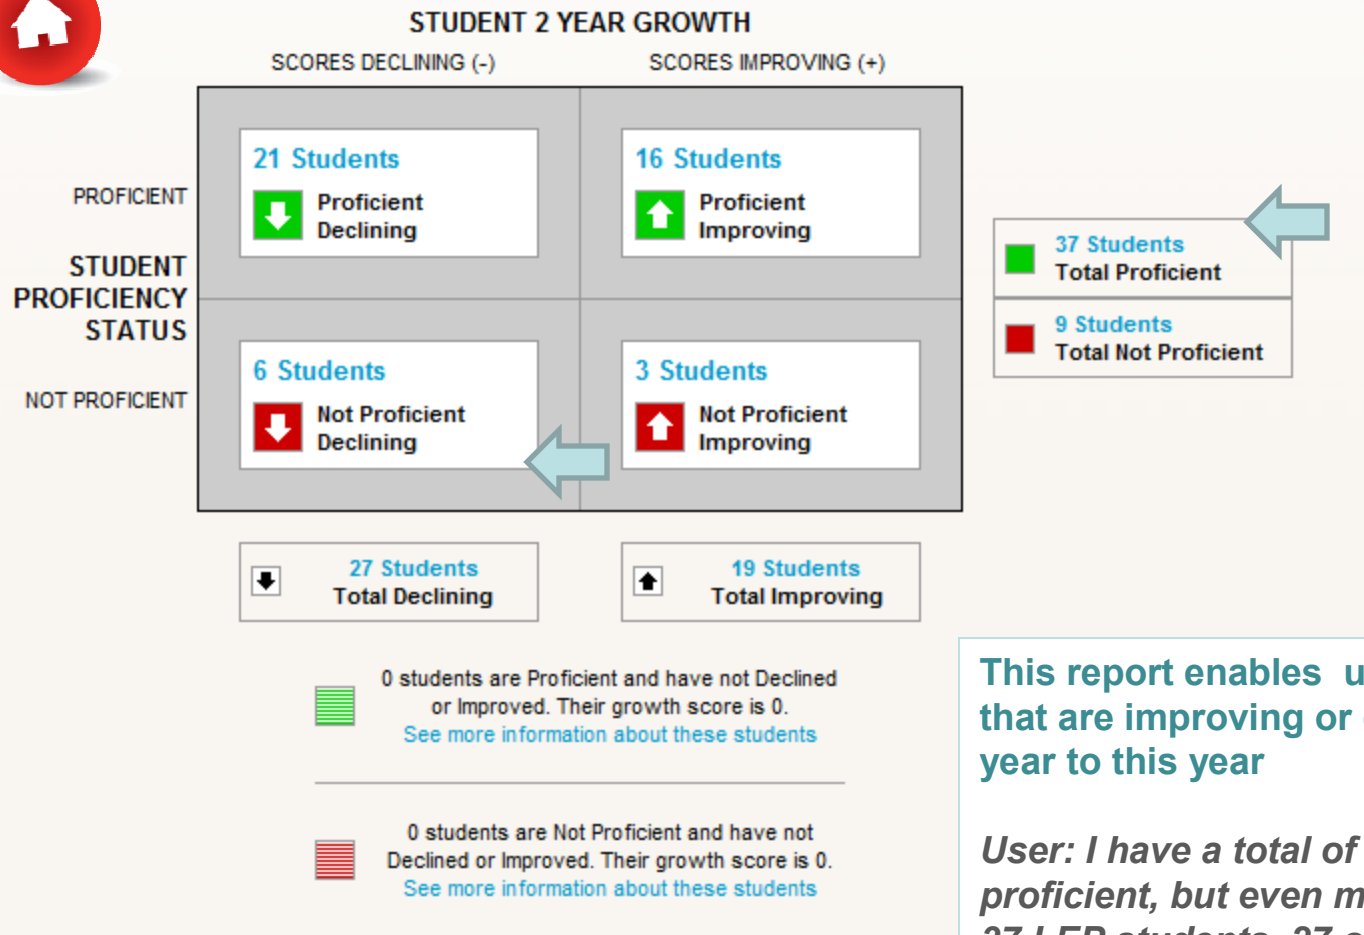 STUDENT 2 YEAR GROWTH
SCORES DECLINING (-)
SCORES IMPROVING (+)
PROFICIENT
STUDENT
PROFICIENCY
STATUS
NOT PROFICIENT
21 Students
Proficient
Declining
16 Students
Proficient
Improving
6 Students
Not Proficient
Declining
3 Students
Not Proficient
Improving
37 Students
Total Proficient
9 Students
Total Not Proficient
27 Students
Total Declining
19 Students
Total Improving
0 students are Proficient and have not Declined
or Improved. Their growth score is 0.
See more information about these students
0 students are Not Proficient and have not
Declined or Improved. Their growth score is 0.
See more information about these students
This report enables
that are improving or
year to this year
User: I have a total of
proficient, but even
37 LEP students, 27